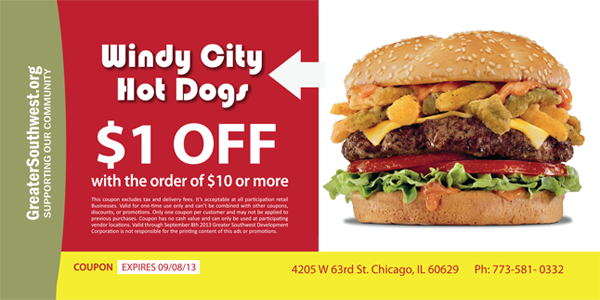 GreaterSouthwest.org
SUPPORTING OUR COMMUNITY
Windy City
Hot Dogs
$1 OFF
with the order of $10 or more
This coupon excludes tax and delivery fees. It's acceptable at all participation retail
Businesses. Valid for one-time use only and can't be combined with other coupons,
discounts, or promotions. Only one coupon per customer and may not be applied to
previous purchases. Coupon has no cash value and can only be used at participating
vendor locations. Valid through September 8th 2013 Greater Southwest Development
Corporation is not responsible for the printing content of this ads or promotions.
COUPON EXPIRES 09/08/13
4205 W 63rd St. Chicago, IL 60629 Ph: 773-581- 0332